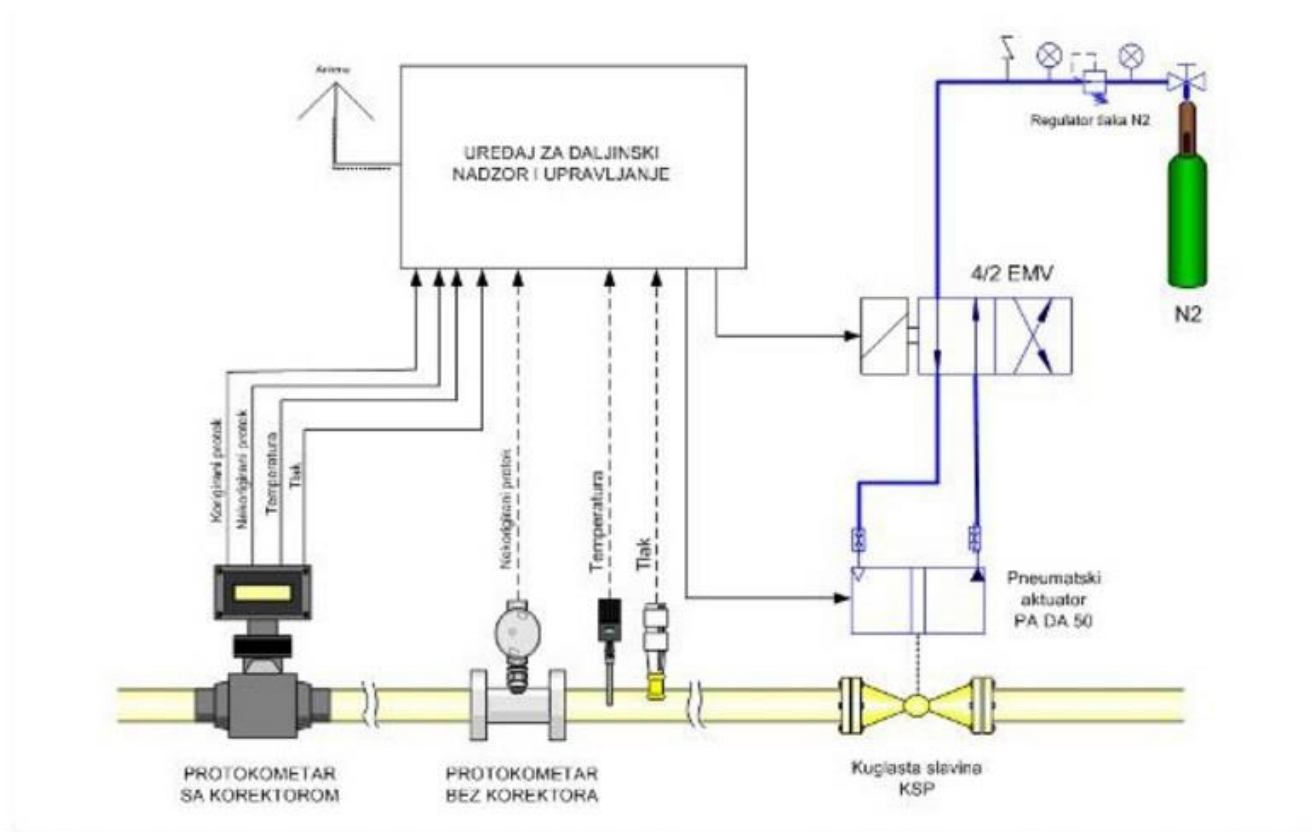 Antena
UREDAJ ZA DALJINSKI
NADZOR I UPRAVLJANJE
Regulator tlaka N2
4/2 EMV
N2
Korigirani protok
Nekorigirani protok
Temperatura
Tlak
Nekorigirani protok
Temperatura
Tlak
Pneumatski
aktuator
PA DA 50
PROTOKOMETAR
SA KOREKTOROM
PROTOKOMETAR
BEZ KOREKTORA
Kuglasta slavina
KSP